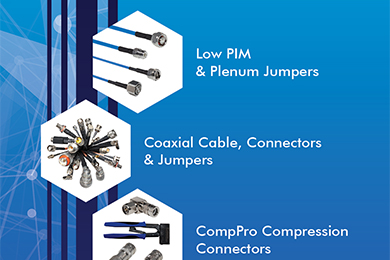 Low PIM
& Plenum Jumpers
Coaxial Cable, Connectors
& Jumpers
CompPro Compression
Connectors